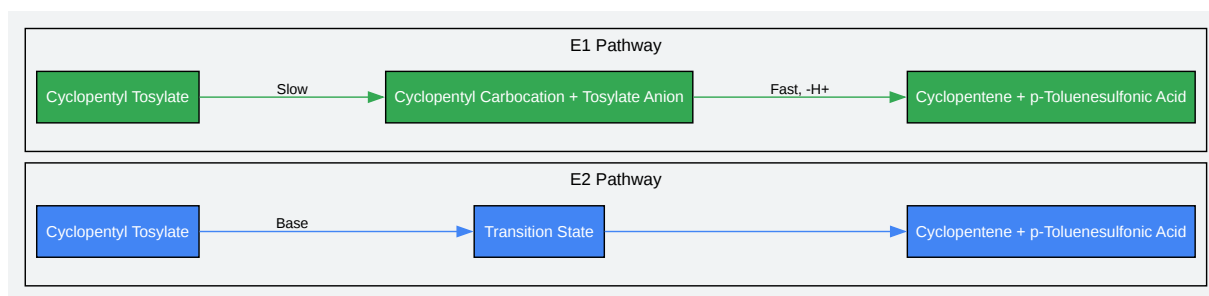 E1 Pathway
Cyclopentyl Tosylate
Slow
Cyclopentyl Carbocation + Tosylate Anion
Fast, -H+
Cyclopentene + p-Toluenesulfonic Acid
E2 Pathway
Cyclopentyl Tosylate
Base
Transition State
Cyclopentene + p-Toluenesulfonic Acid